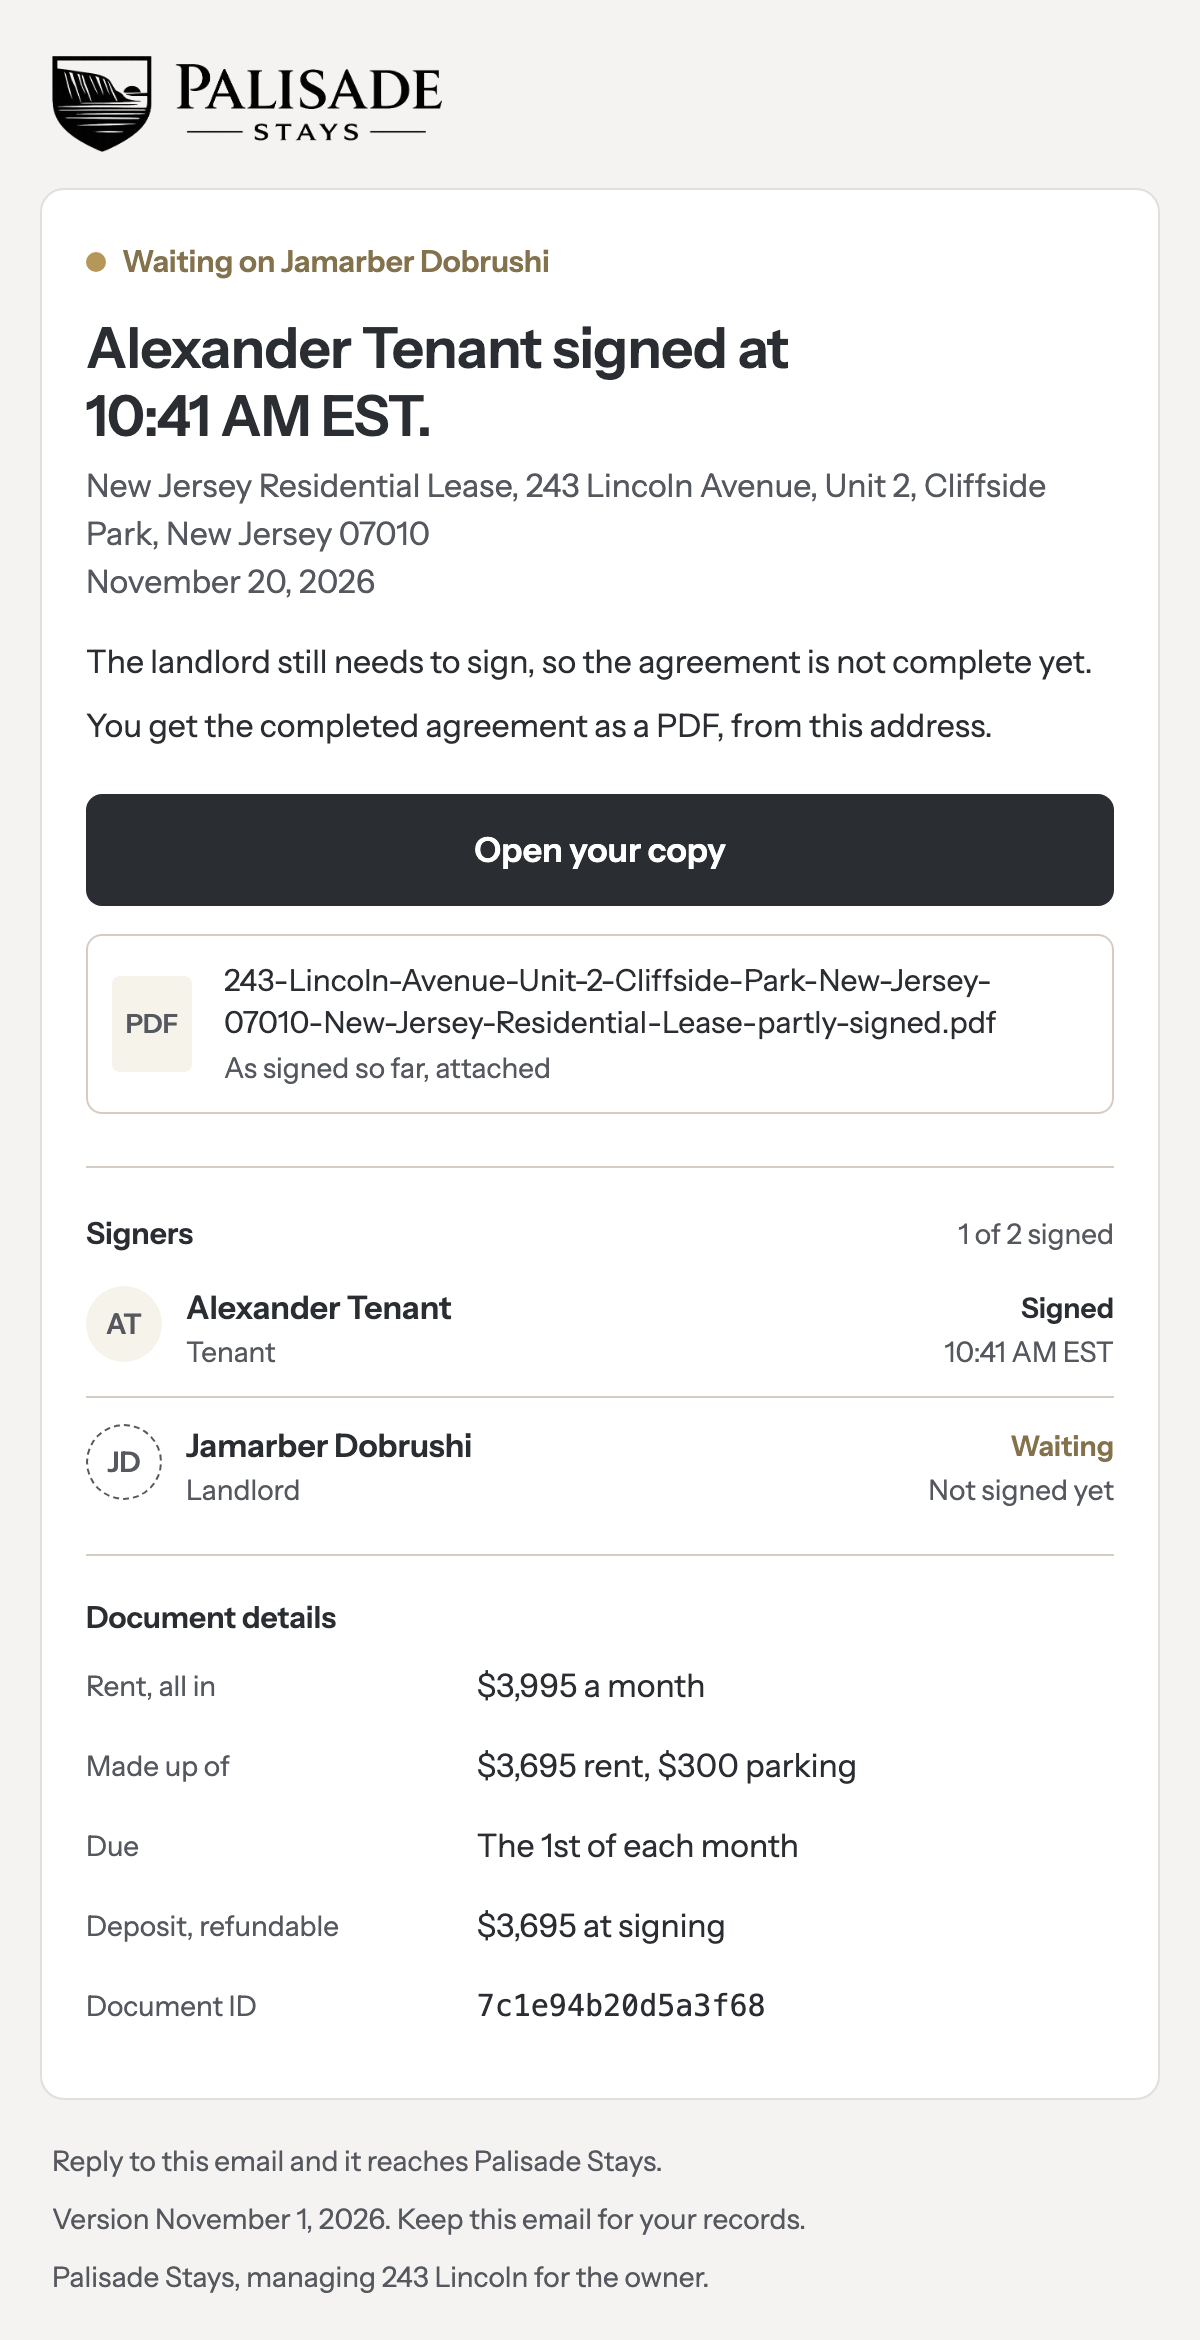 PALISADE
STAYS
Waiting on Jamarber Dobrushi
Alexander Tenant signed at
10:41 AM EST.
New Jersey Residential Lease, 243 Lincoln Avenue, Unit 2, Cliffside
Park, New Jersey 07010
November 20, 2026
The landlord still needs to sign, so the agreement is not complete yet.
You get the completed agreement as a PDF, from this address.
Open your copy
PDF
243-Lincoln-Avenue-Unit-2-Cliffside-Park-New-Jersey-
07010-New-Jersey-Residential-Lease-partly-signed.pdf
As signed so far, attached
Signers
1 of 2 signed
AT
Alexander Tenant
Signed
Tenant
10:41 AM EST
JD
Jamarber Dobrushi
Waiting
Landlord
Not signed yet
Document details
Rent, all in
$3,995 a month
Made up of
$3,695 rent, $300 parking
Due
The 1st of each month
Deposit, refundable
$3,695 at signing
Document ID
7c1e94b20d5a3f68
Reply to this email and it reaches Palisade Stays.
Version November 1, 2026. Keep this email for your records.
Palisade Stays, managing 243 Lincoln for the owner.